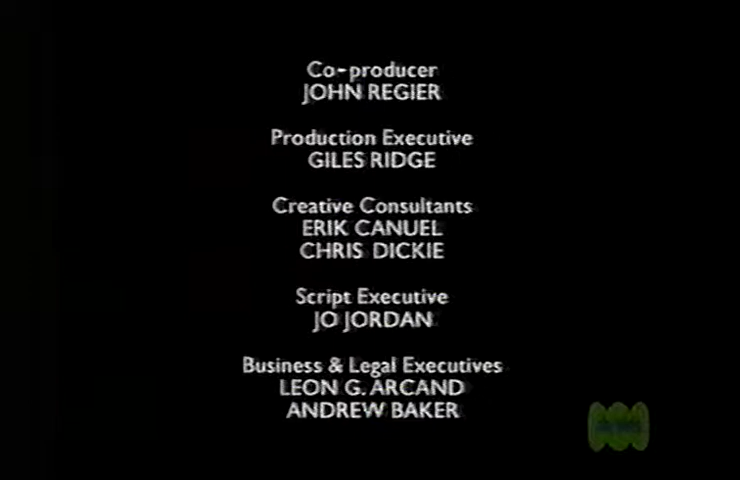 Co-producer
JOHN REGIER
Production Executive
GILES RIDGE
Creative Consultants
ERIK CANUEL
CHRIS DICKIE
Script Executive
JO JORDAN
Business & Legal Executives
LEON G. ARCAND
ANDREW BAKER